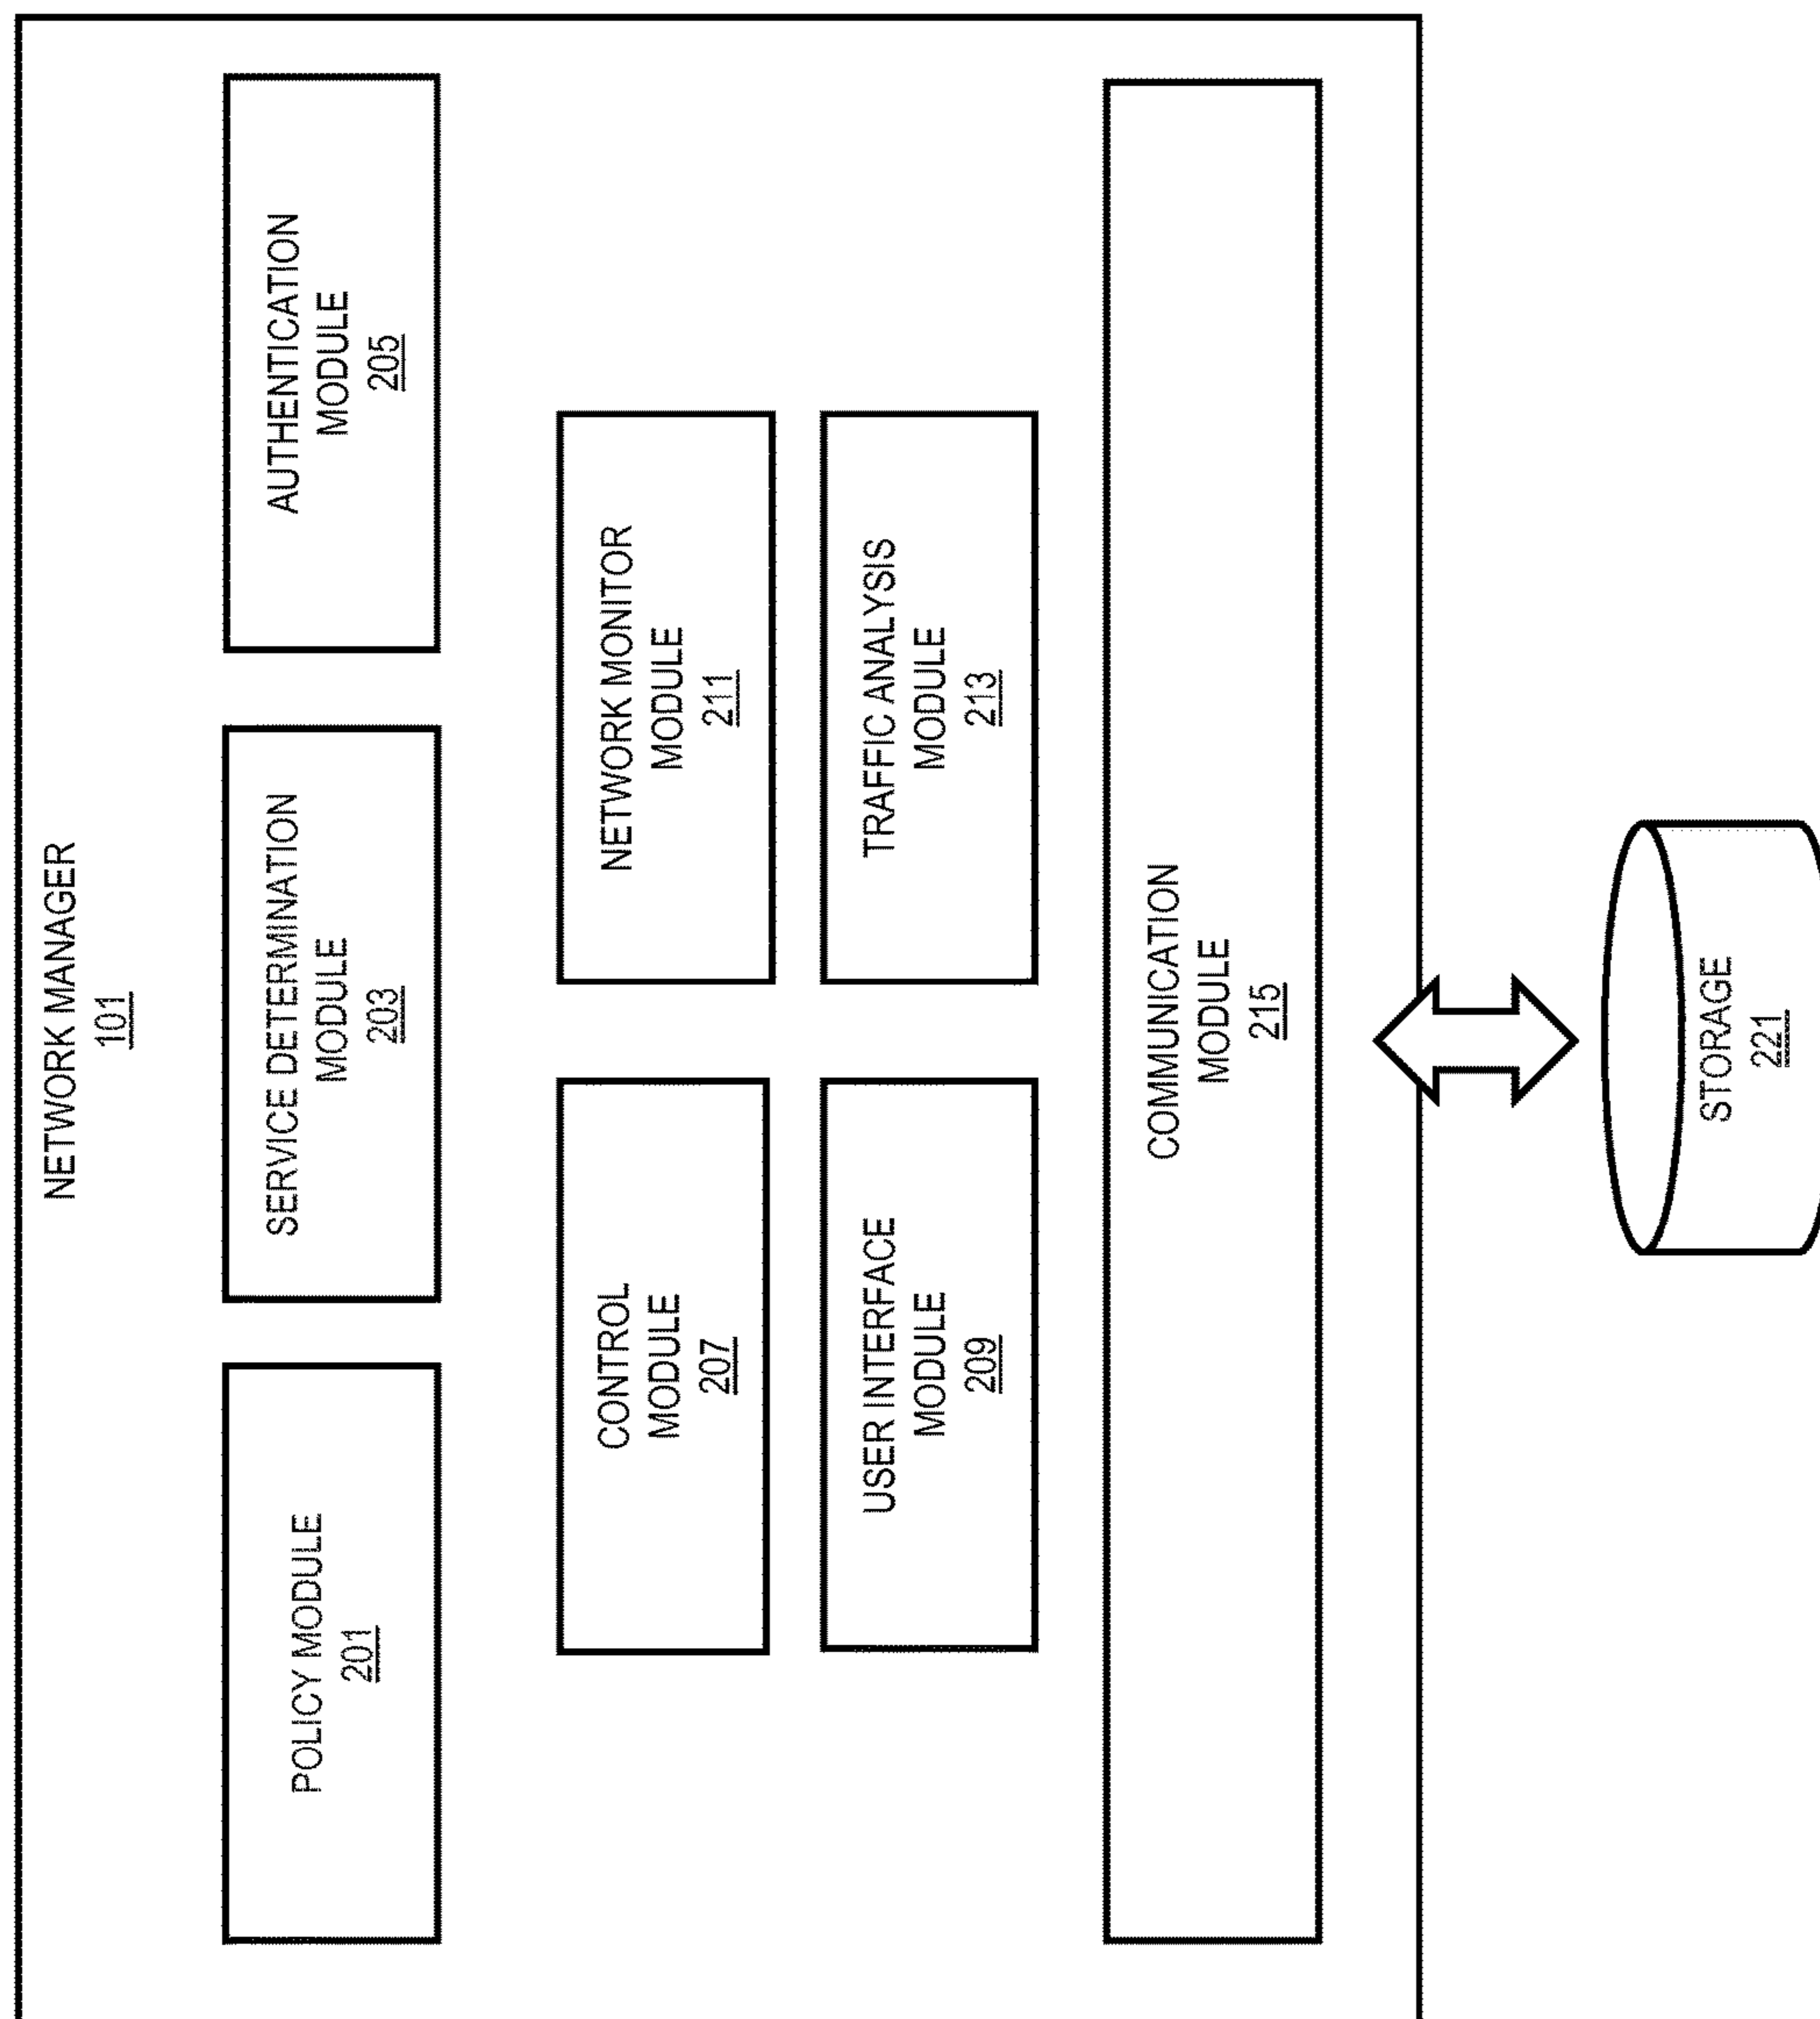 NETWORK MANAGER
101
POLICY MODULE
201
SERVICE DETERMINATION
MODULE
203
AUTHENTICATION
MODULE
205
CONTROL
MODULE
207
NETWORK MONITOR
MODULE
211
USER INTERFACE
MODULE
209
TRAFFIC ANALYSIS
MODULE
213
COMMUNICATION
MODULE
215
STORAGE
221